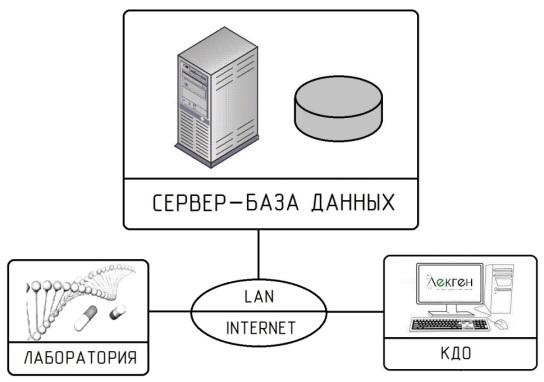 СЕРВЕР-БАЗА ДАННЫХ
LAN
INTERNET
ЛАБОРАТОРИЯ
Лекген
КДО